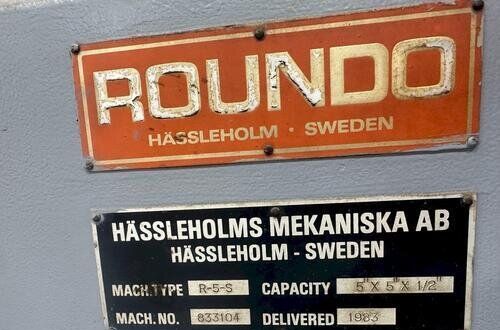 ROUNDO
HÄSSLEHOLM · SWEDEN
HÄSSLEHOLMS MEKANISKA AB
HÄSSLEHOLM - SWEDEN
MACH.TYPE R-5-S CAPACITY 5"X 5"X 1/2"
MACH. NO. 833104 DELIVERED 1983